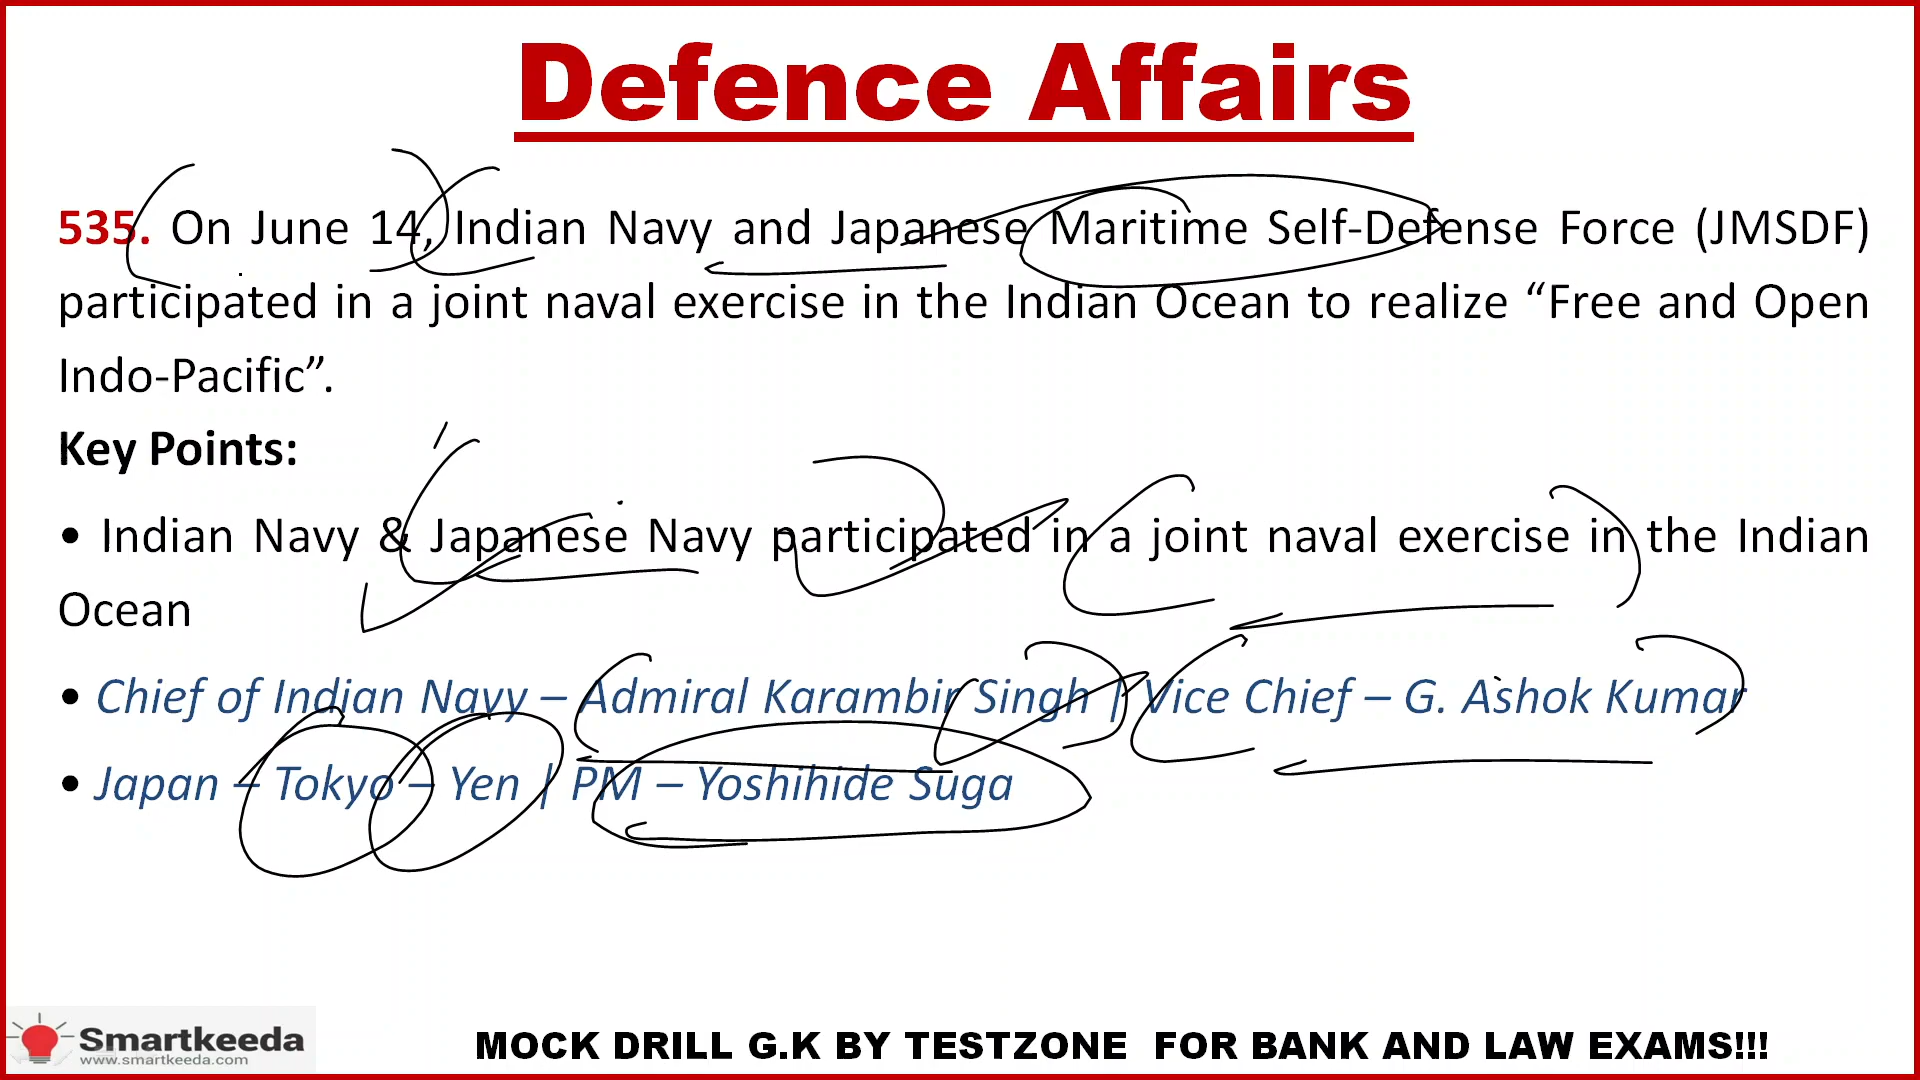 Defence Affairs
535. On June 14, Indian Navy and Japanese Maritime Self-Defense Force (JMSDF)
participated in a joint naval exercise in the Indian Ocean to realize “Free and Open
Indo-Pacific”.
Key Points:
• Indian Navy & Japanese Navy participated in a joint naval exercise in the Indian
Ocean
• Chief of Indian Navy – Admiral Karambir Singh | Vice Chief – G. Ashok Kumar
• Japan – Tokyo – Yen | PM – Yoshihide Suga
Smartkeeda
www.smartkeeda.com
MOCK DRILL G.K BY TESTZONE FOR BANK AND LAW EXAMS!!!